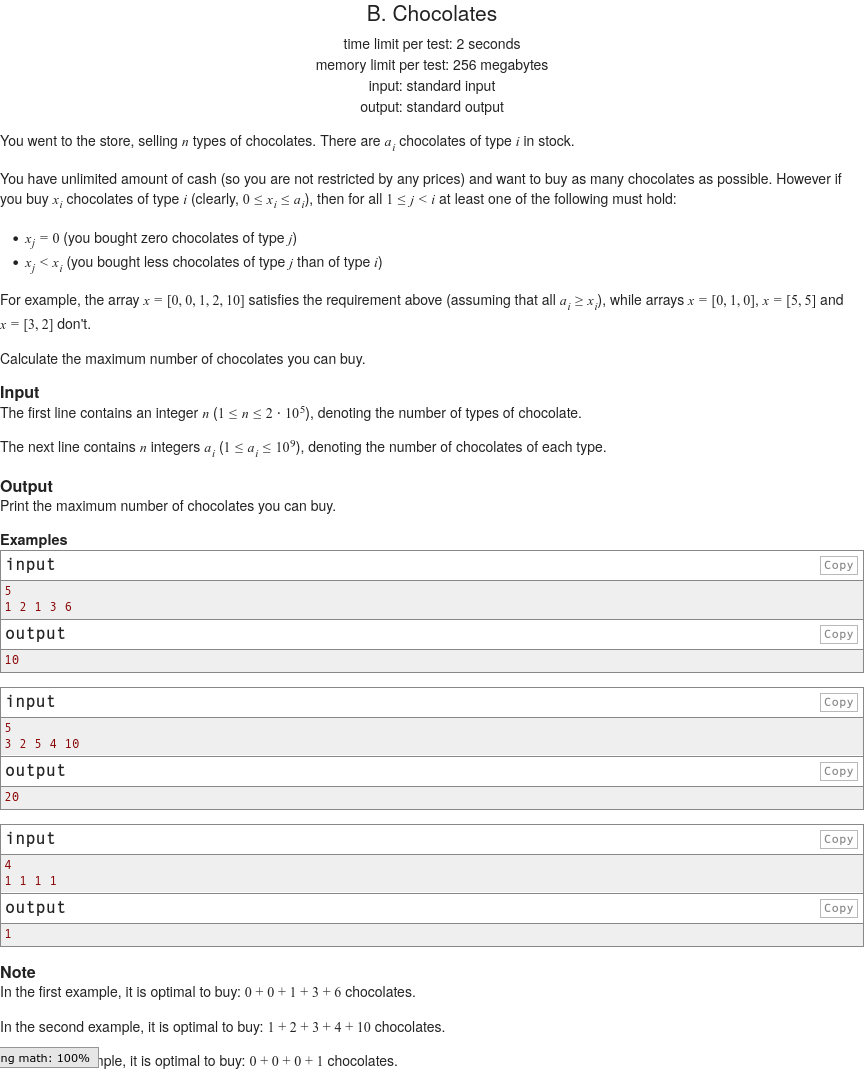 B. Chocolates
time limit per test: 2 seconds
memory limit per test: 256 megabytes
input: standard input
output: standard output
You went to the store, selling n types of chocolates. There are a_i chocolates of type i in stock.
You have unlimited amount of cash (so you are not restricted by any prices) and want to buy as many chocolates as possible. However if
you buy x_i chocolates of type i (clearly, 0 ≤ x_i ≤ a_i), then for all 1 ≤ j < i at least one of the following must hold:
• x_j = 0 (you bought zero chocolates of type j)
• x_j < x_i (you bought less chocolates of type j than of type i)
For example, the array x = [0, 0, 1, 2, 10] satisfies the requirement above (assuming that all a_i ≥ x_i), while arrays x = [0, 1, 0], x = [5, 5] and
x = [3, 2] don't.
Calculate the maximum number of chocolates you can buy.
Input
The first line contains an integer n (1 ≤ n ≤ 2 · 10^5), denoting the number of types of chocolate.
The next line contains n integers a_i (1 ≤ a_i ≤ 10^9), denoting the number of chocolates of each type.
Output
Print the maximum number of chocolates you can buy.
Examples
input Copy
5
1 2 1 3 6
output Copy
10
input Copy
5
3 2 5 4 10
output Copy
20
input Copy
4
1 1 1 1
output Copy
1
Note
In the first example, it is optimal to buy: 0 + 0 + 1 + 3 + 6 chocolates.
In the second example, it is optimal to buy: 1 + 2 + 3 + 4 + 10 chocolates.
ng math: 100% nple, it is optimal to buy: 0 + 0 + 0 + 1 chocolates.